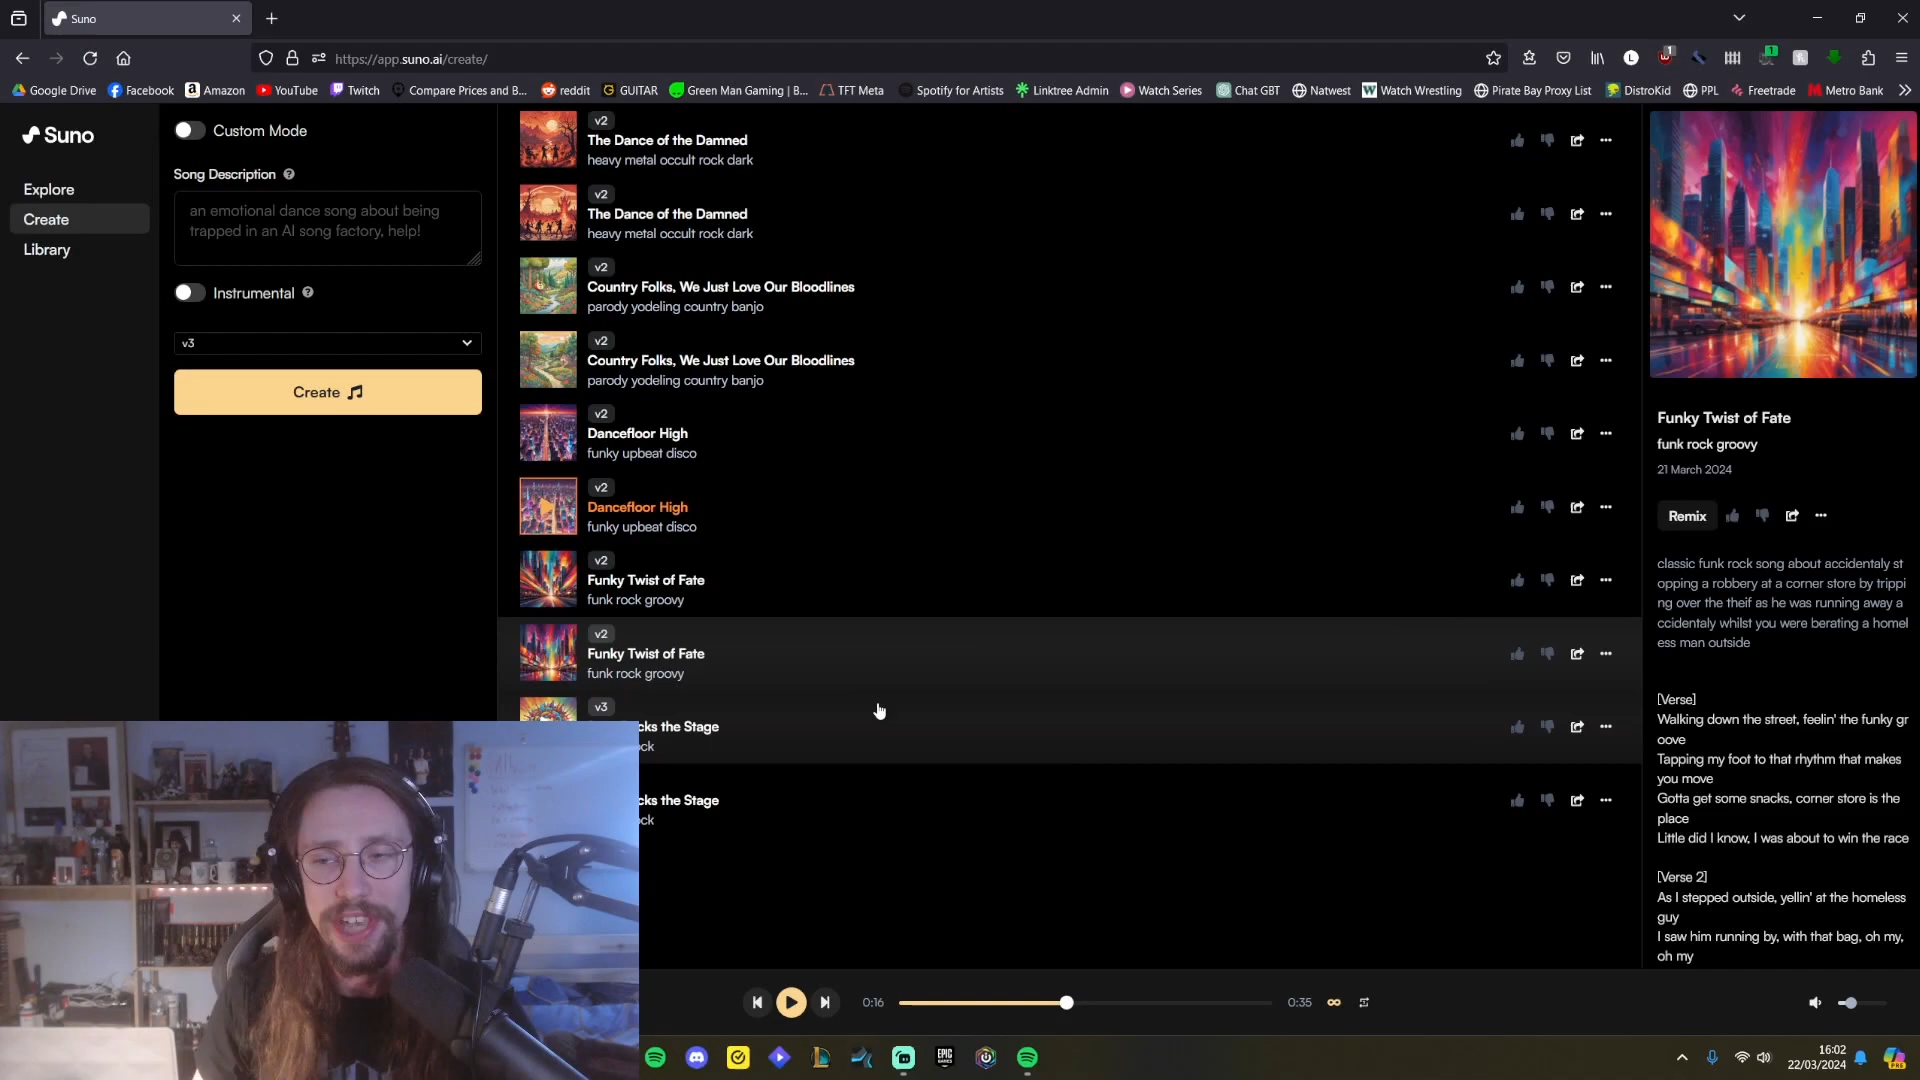 Suno
https://app.suno.ai/create/
1
1
Google Drive
Facebook
Amazon
YouTube
Twitch
Compare Prices and B...
reddit
GUITAR
Green Man Gaming | B...
TFT Meta
Spotify for Artists
Linktree Admin
Watch Series
Chat GBT
Natwest
Watch Wrestling
Pirate Bay Proxy List
DistroKid
PPL
Freetrade
Metro Bank
Suno
Explore
Create
Library
Custom Mode
Song Description
an emotional dance song about being
trapped in an AI song factory, help!
Instrumental
v3
Create
v2
The Dance of the Damned
heavy metal occult rock dark
v2
The Dance of the Damned
heavy metal occult rock dark
v2
Country Folks, We Just Love Our Bloodlines
parody yodeling country banjo
v2
Country Folks, We Just Love Our Bloodlines
parody yodeling country banjo
v2
Dancefloor High
funky upbeat disco
v2
Dancefloor High
funky upbeat disco
v2
Funky Twist of Fate
funk rock groovy
v2
Funky Twist of Fate
funk rock groovy
v3
cks the Stage
ock
cks the Stage
ock
Funky Twist of Fate
funk rock groovy
21 March 2024
Remix
classic funk rock song about accidentaly st
opping a robbery at a corner store by trippi
ng over the theif as he was running away a
ccidentaly whilst you were berating a homel
ess man outside
[Verse]
Walking down the street, feelin' the funky gr
oove
Tapping my foot to that rhythm that makes
you move
Gotta get some snacks, corner store is the
place
Little did I know, I was about to win the race
[Verse 2]
As I stepped outside, yellin' at the homeless
guy
I saw him running by, with that bag, oh my,
oh my
0:16
0:35
EPIC
16:02
22/03/2024
PRE